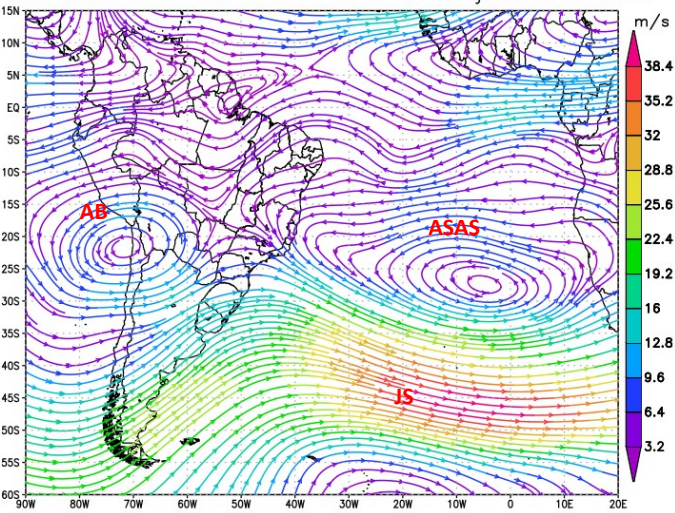 15N
10N
5N
EQ
5S
10S
15S
20S
25S
30S
35S
40S
45S
50S
55S
60S
90W 80W 70W 60W 50W 40W 30W 20W 10W 0 10E 20E
AB
ASAS
JS
m/s
38.4
35.2
32
28.8
25.6
22.4
19.2
16
12.8
9.6
6.4
3.2